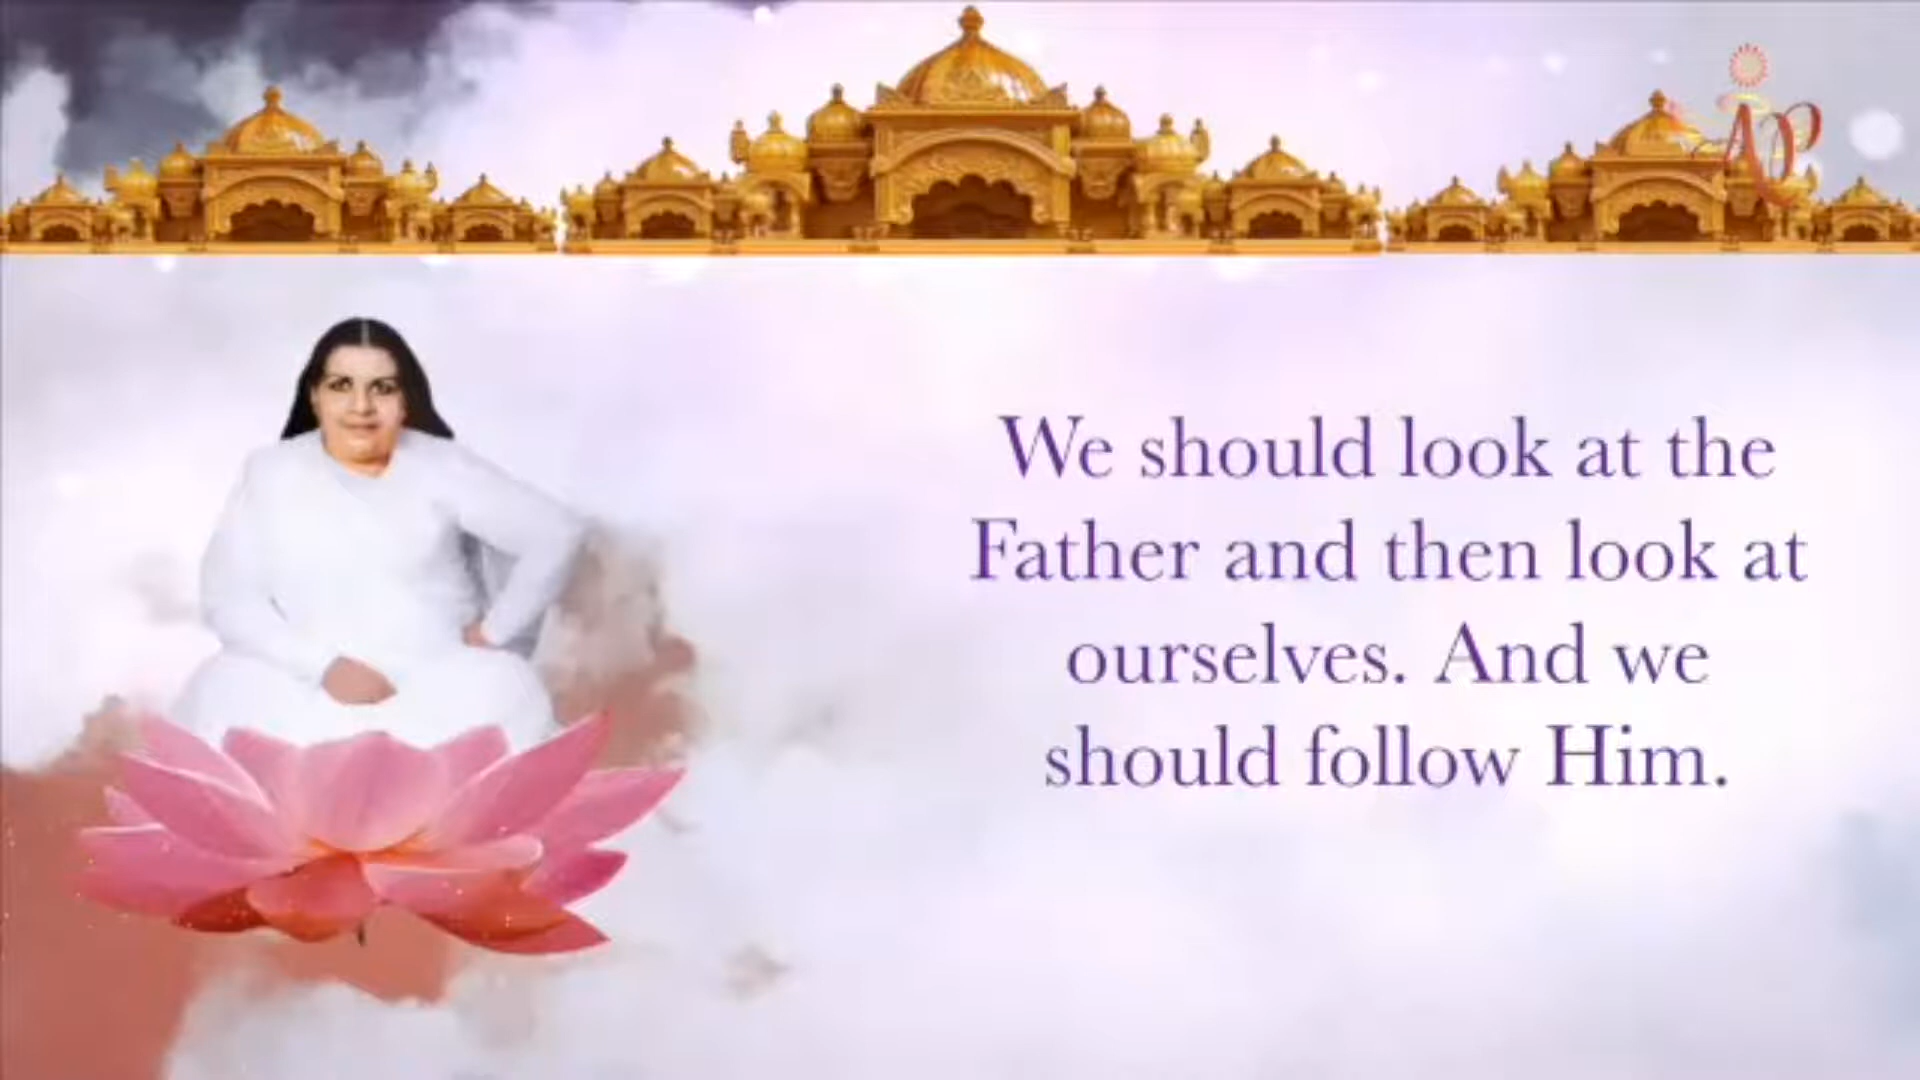 We should look at the
Father and then look at
ourselves. And we
should follow Him.